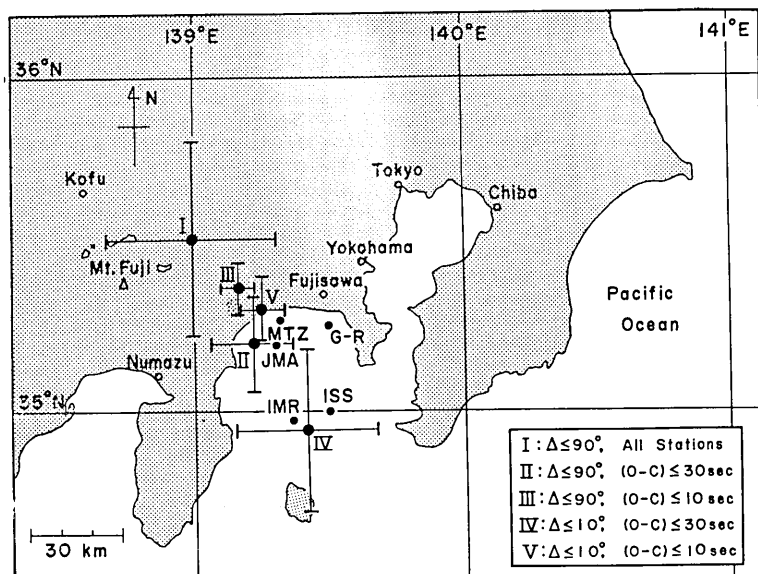 139°E
140°E
141°E
36°N
N
Kofu
Tokyo
Chiba
I
Yokohama
Mt. Fuji
III
Fujisawa
V
Pacific
Ocean
MTZ
G-R
II
JMA
Numazu
35°N
IMR
ISS
IV
I : Δ≤90°, All Stations
II : Δ≤90°, (O-C)≤30sec
III : Δ≤90°, (O-C)≤10sec
IV : Δ≤10°, (O-C)≤30sec
V : Δ≤10°, (O-C)≤10sec
30 km